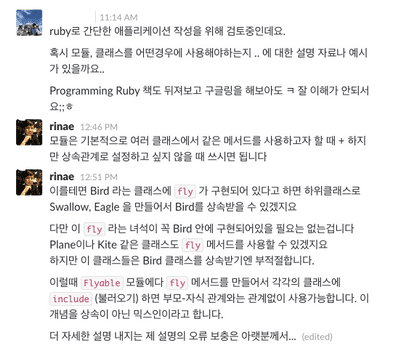 11:14 AM
ruby로 간단한 애플리케이션 작성을 위해 검토중인데요.
혹시 모듈, 클래스를 어떤경우에 사용해야하는지 .. 에 대한 설명 자료나 예시
가 있을까요..
Programming Ruby 책도 뒤져보고 구글링을 해보아도 ㅋ 잘 이해가 안되서
요;;ㅎ
rinae 12:46 PM
모듈은 기본적으로 여러 클래스에서 같은 메서드를 사용하고자 할 때 + 하지
만 상속관계로 설정하고 싶지 않을 때 쓰시면 됩니다
rinae 12:51 PM
이를테면 Bird 라는 클래스에 fly 가 구현되어 있다고 하면 하위클래스로
Swallow, Eagle 을 만들어서 Bird를 상속받을 수 있겠지요
다만 이 fly 라는 녀석이 꼭 Bird 안에 구현되어있을 필요는 없는겁니다
Plane이나 Kite 같은 클래스도 fly 메서드를 사용할 수 있겠지요
하지만 이 클래스들은 Bird 클래스를 상속받기엔 부적절합니다.
이럴때 Flyable 모듈에다 fly 메서드를 만들어서 각각의 클래스에
include (불러오기) 하면 부모-자식 관계와는 관계없이 사용가능합니다. 이
개념을 상속이 아닌 믹스인이라고 합니다.
더 자세한 설명 내지는 제 설명의 오류 보충은 아랫분께서... (edited)